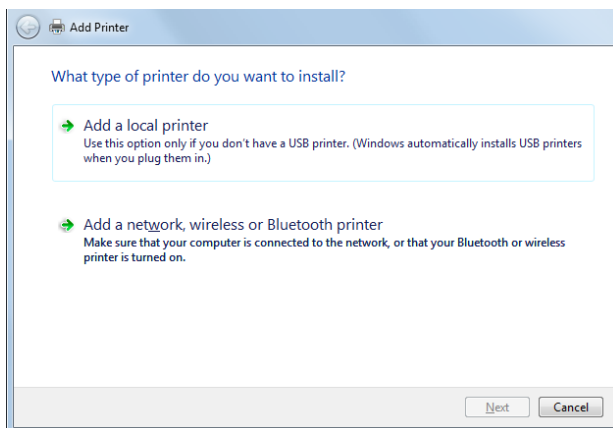 Add Printer
What type of printer do you want to install?
Add a local printer
Use this option only if you don't have a USB printer. (Windows automatically installs USB printers
when you plug them in.)
Add a network, wireless or Bluetooth printer
Make sure that your computer is connected to the network, or that your Bluetooth or wireless
printer is turned on.
Next Cancel